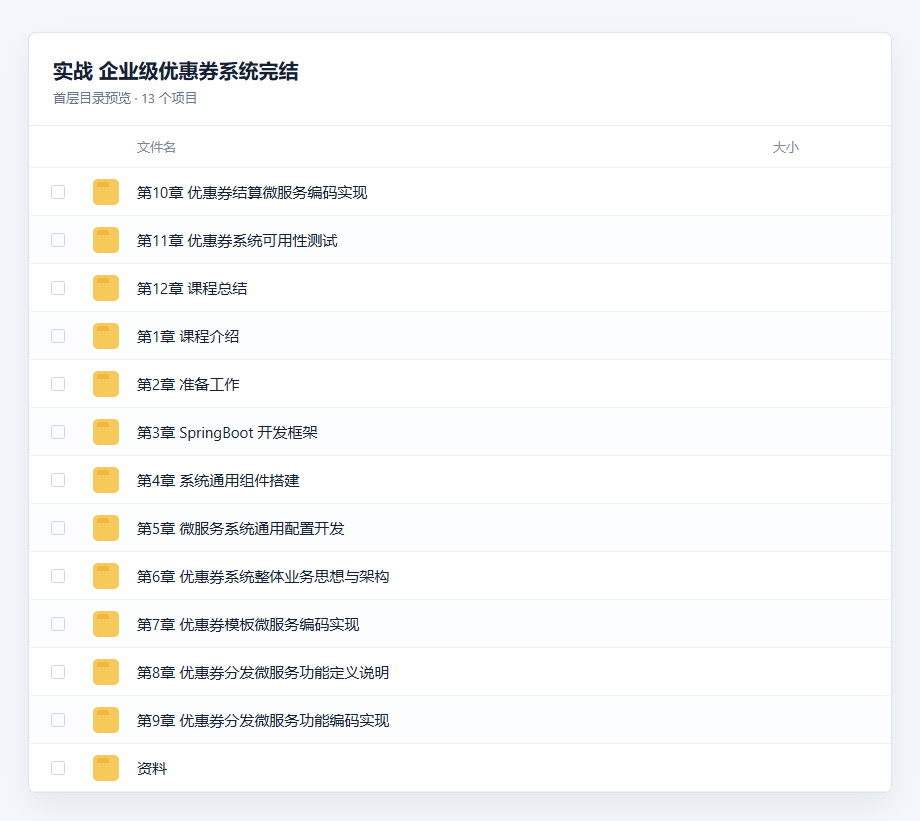 实战 企业级优惠券系统完结
首层目录预览 · 13 个项目
文件名 大小
第10章 优惠券结算微服务编码实现
第11章 优惠券系统可用性测试
第12章 课程总结
第1章 课程介绍
第2章 准备工作
第3章 SpringBoot 开发框架
第4章 系统通用组件搭建
第5章 微服务系统通用配置开发
第6章 优惠券系统整体业务思想与架构
第7章 优惠券模板微服务编码实现
第8章 优惠券分发微服务功能定义说明
第9章 优惠券分发微服务功能编码实现
资料